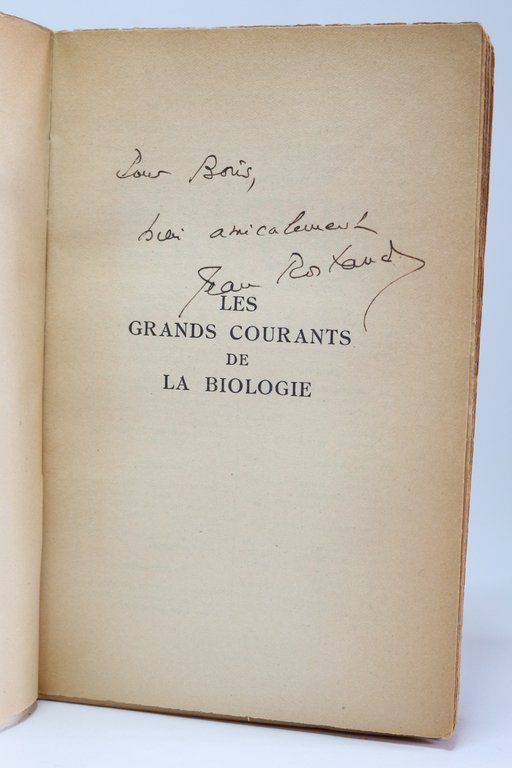 Pour Boris,
bien amicalement
Jean Rostand
LES
GRANDS COURANTS
DE
LA BIOLOGIE